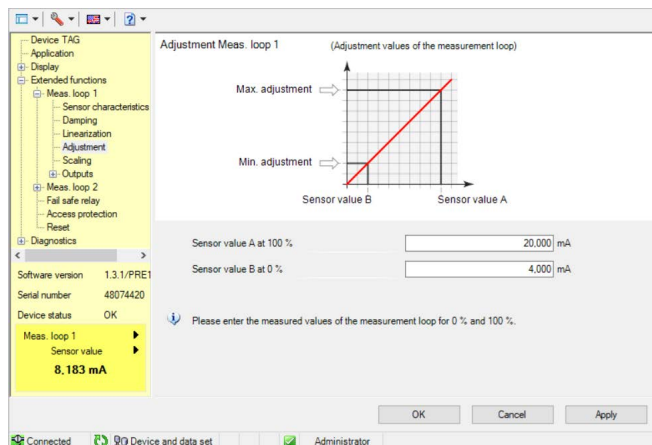 Device TAG
Application
Display
Extended functions
Meas. loop 1
Sensor characteristics
Damping
Linearization
Adjustment
Scaling
Outputs
Meas. loop 2
Fail safe relay
Access protection
Reset
Diagnostics
Software version 1.3.1/PRE1
Serial number 48074420
Device status OK
Meas. loop 1
Sensor value
8,183 mA
Adjustment Meas. loop 1 (Adjustment values of the measurement loop)
Max. adjustment
Min. adjustment
Sensor value B Sensor value A
Sensor value A at 100 % 20,000 mA
Sensor value B at 0 % 4,000 mA
Please enter the measured values of the measurement loop for 0 % and 100 %.
OK Cancel Apply
Connected Device and data set Administrator